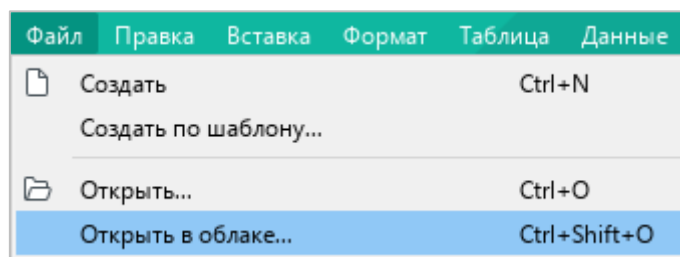 Файл Правка Вставка Формат Таблица Данные
Создать Ctrl+N
Создать по шаблону...
Открыть... Ctrl+O
Открыть в облаке... Ctrl+Shift+O